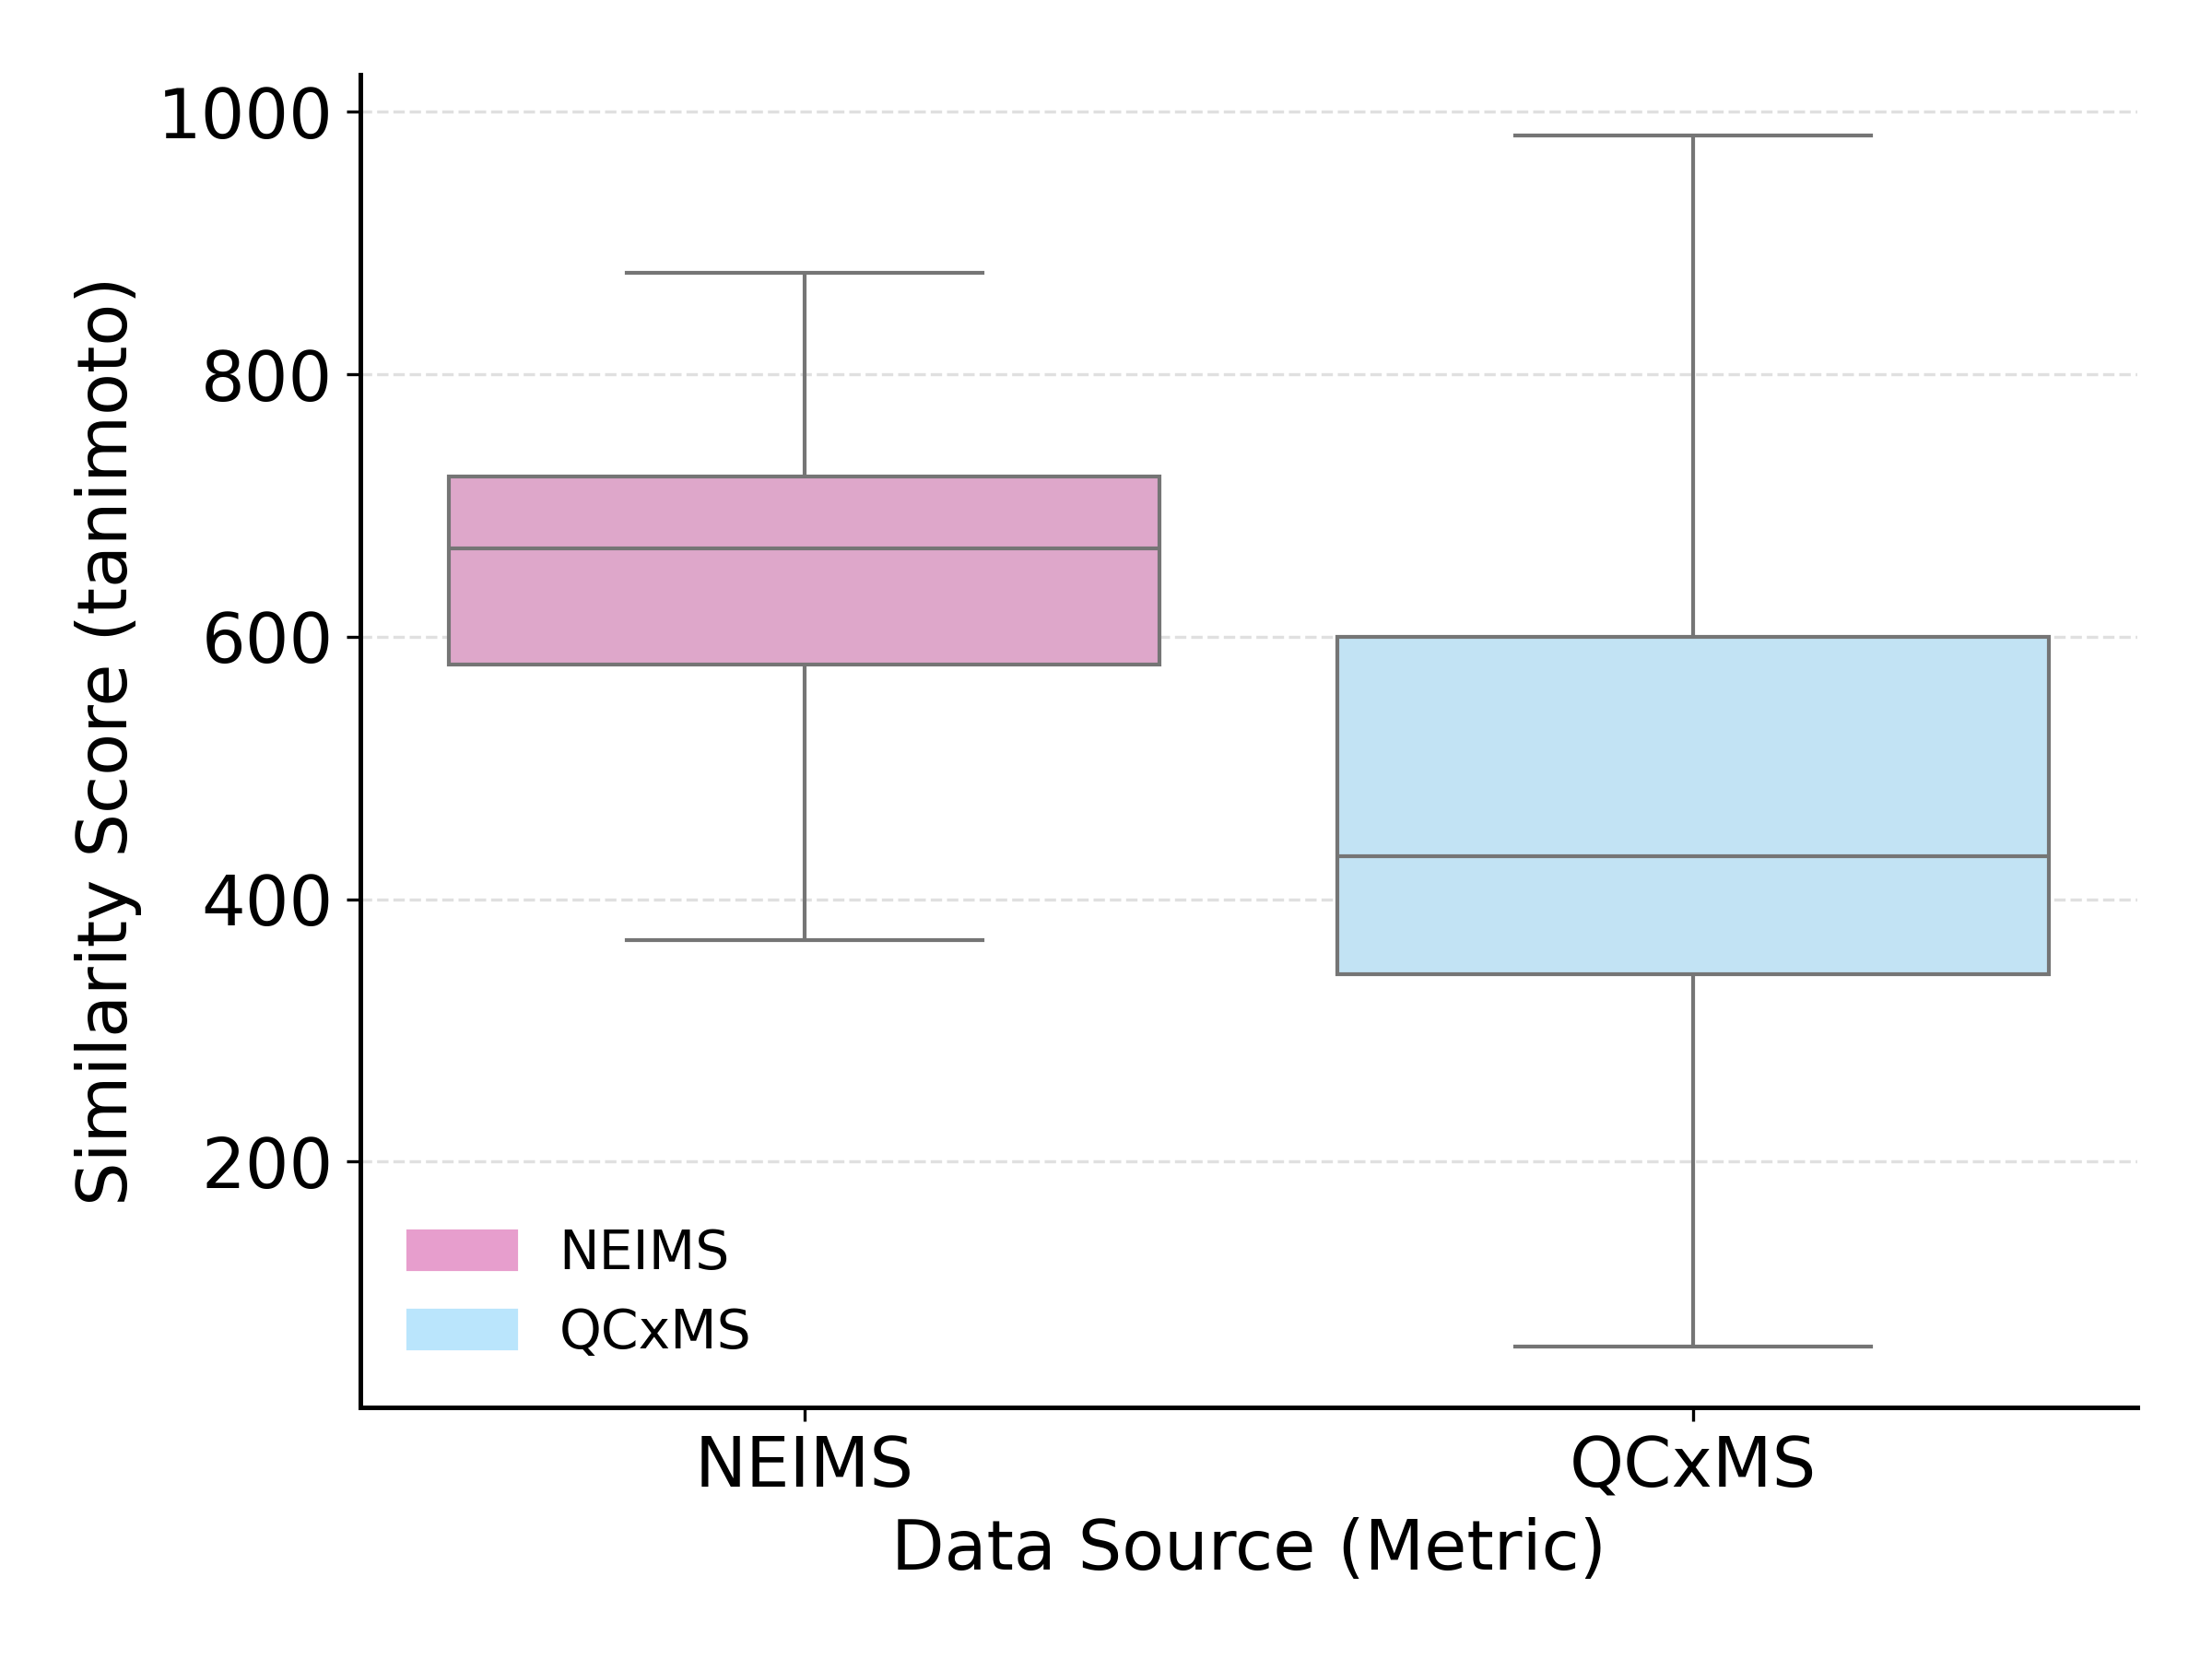 1000
800
600
400
200
Similarity Score (tanimoto)
NEIMS
QCxMS
NEIMS
QCxMS
Data Source (Metric)